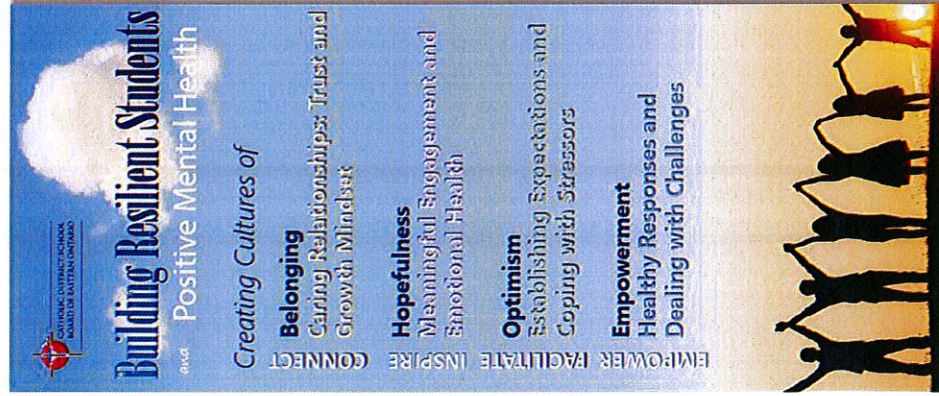 CATHOLIC DISTRICT SCHOOL
BOARD OF EASTERN ONTARIO
Building Resilient Students
and Positive Mental Health
Creating Cultures of
CONNECT
Belonging
Caring Relationships: Trust and
Growth Mindset
INSPIRE
Hopefulness
Meaningful Engagement and
Emotional Health
FACILITATE
Optimism
Establishing Expectations and
Coping with Stressors
EMPOWER
Empowerment
Healthy Responses and
Dealing with Challenges